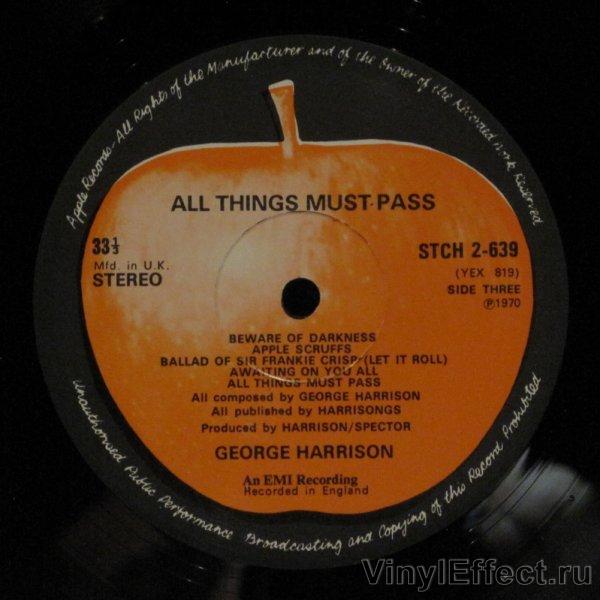 Apple Records-All Rights of the Manufacturer and of the Owner of the Recorded Work Reserved
ALL THINGS MUST PASS
33⅓
Mfd. in U.K.
STEREO
STCH 2-639
(YEX 819)
SIDE THREE
℗1970
BEWARE OF DARKNESS
APPLE SCRUFFS
BALLAD OF SIR FRANKIE CRISP (LET IT ROLL)
AWAITING ON YOU ALL
ALL THINGS MUST PASS
All composed by GEORGE HARRISON
All published by HARRISONGS
Produced by HARRISON/SPECTOR
GEORGE HARRISON
An EMI Recording
Recorded in England
Unauthorised Public Performance Broadcasting and Copying of this Record Prohibited
VinylEffect.ru